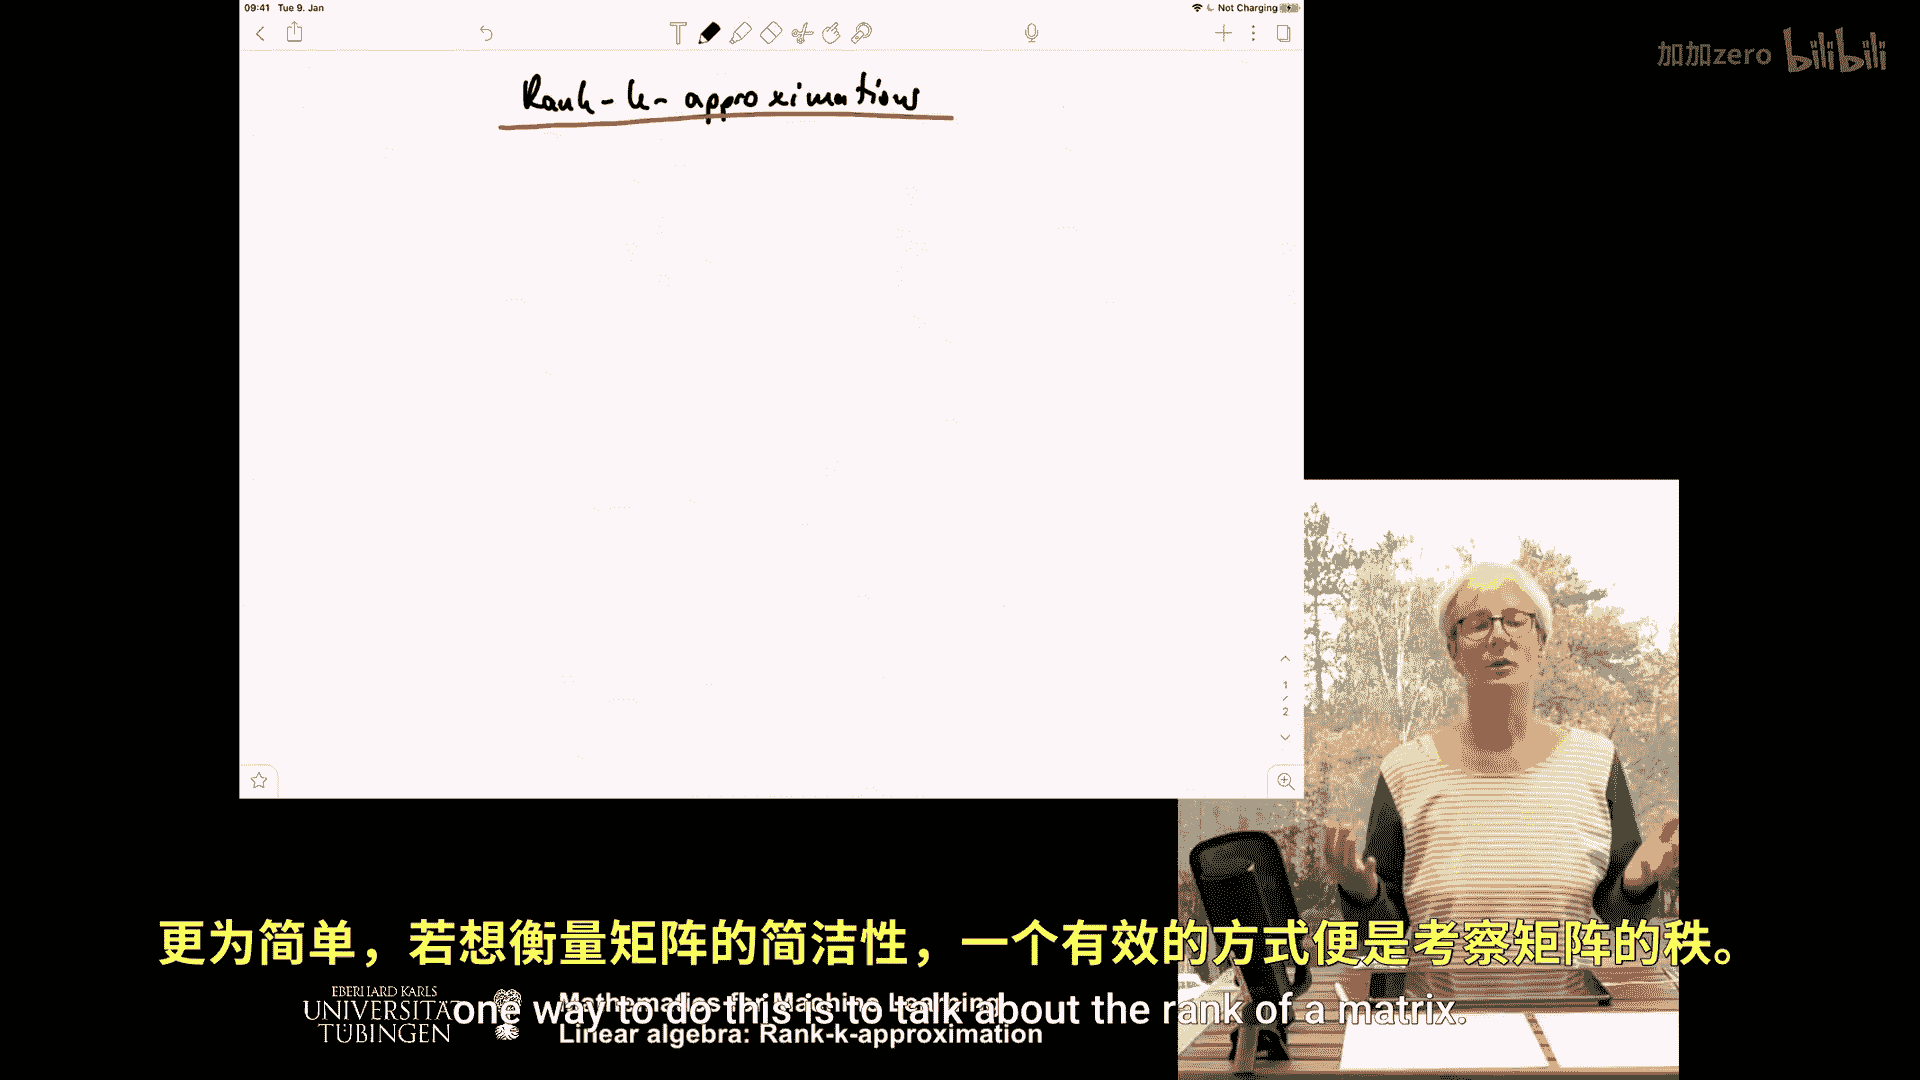 09:41 Tue 9. Jan
Not Charging
加加zero bilibili
Rank-k-approximations
1
/
2
更为简单，若想衡量矩阵的简洁性，一个有效的方式便是考察矩阵的秩。
one way to do this is to talk about the rank of a matrix.
EBERHARD KARLS
UNIVERSITÄT
TÜBINGEN
Mathematics for Machine Learning
Linear algebra: Rank-k-approximation